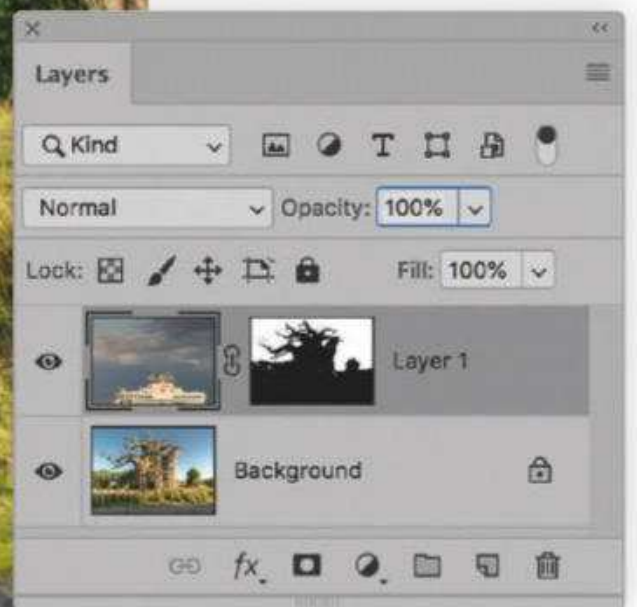 Layers
Kind
Normal Opacity: 100%
Lock: Fill: 100%
Layer 1
Background
fx